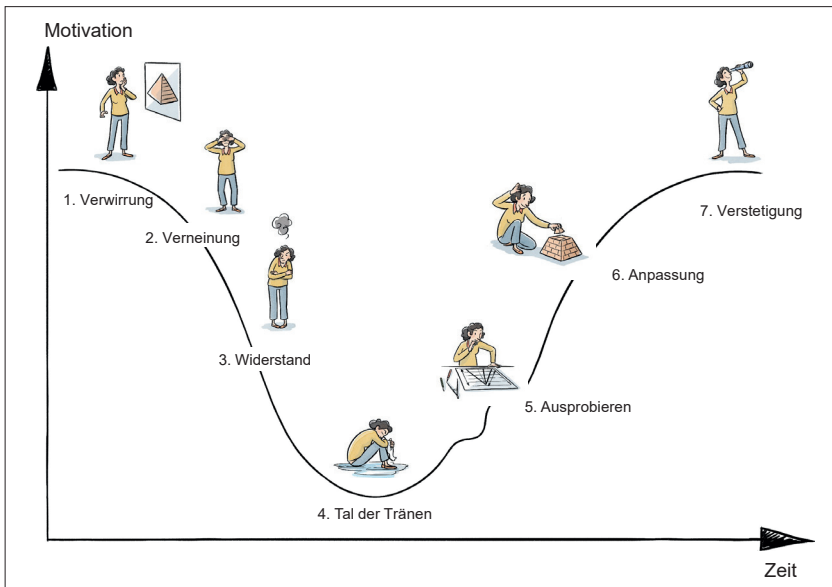 Motivation
1. Verwirrung
2. Verneinung
3. Widerstand
4. Tal der Tränen
5. Ausprobieren
6. Anpassung
7. Verstetigung
Zeit